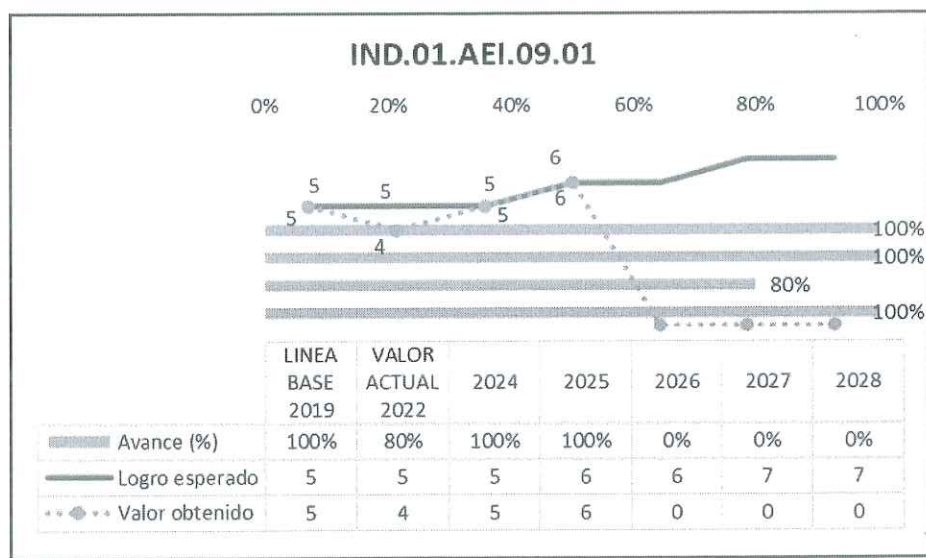 IND.01.AEI.09.01
0% 20% 40% 60% 80% 100%
6
5 5 5
5 5 6
4
100%
100%
80%
100%
LINEA BASE 2019 VALOR ACTUAL 2022 2024 2025 2026 2027 2028
Avance (%) 100% 80% 100% 100% 0% 0% 0%
Logro esperado 5 5 5 6 6 7 7
Valor obtenido 5 4 5 6 0 0 0